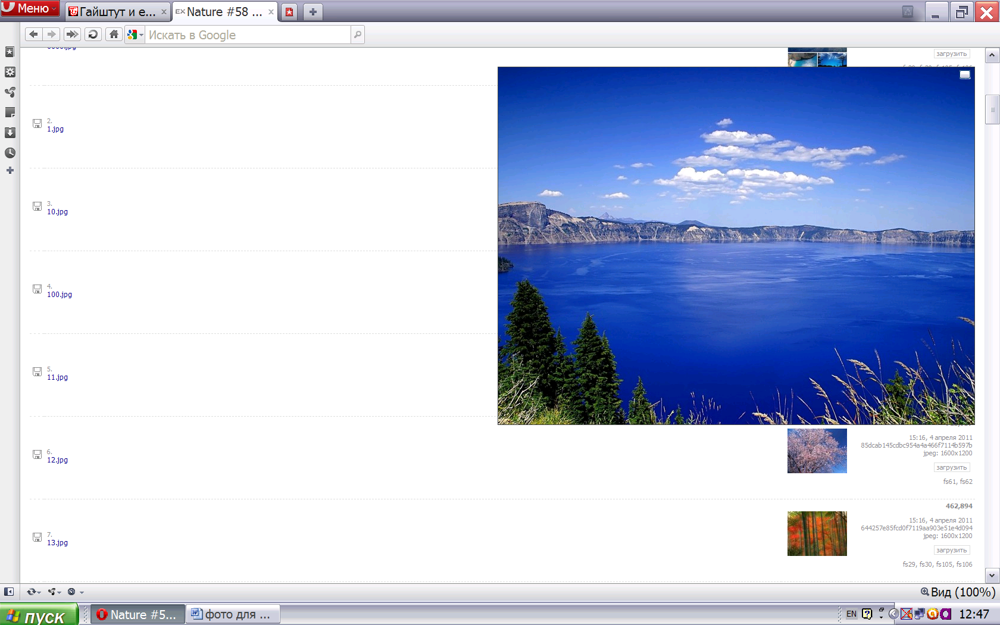 Меню
Гайштут и е...
Nature #58 ...
Искать в Google
загрузить
2.
1.jpg
3.
10.jpg
4.
100.jpg
5.
11.jpg
6.
12.jpg
15:16, 4 апреля 2011
85dcab145cdbc954a4a466f7114b597b
jpeg: 1600x1200
загрузить
fs61, fs62
462,894
7.
13.jpg
15:16, 4 апреля 2011
644257e85fcd0f7119aa903e51e4d094
jpeg: 1600x1200
загрузить
fs29, fs30, fs105, fs106
Вид (100%)
пуск
Nature #5...
фото для ...
EN
12:47